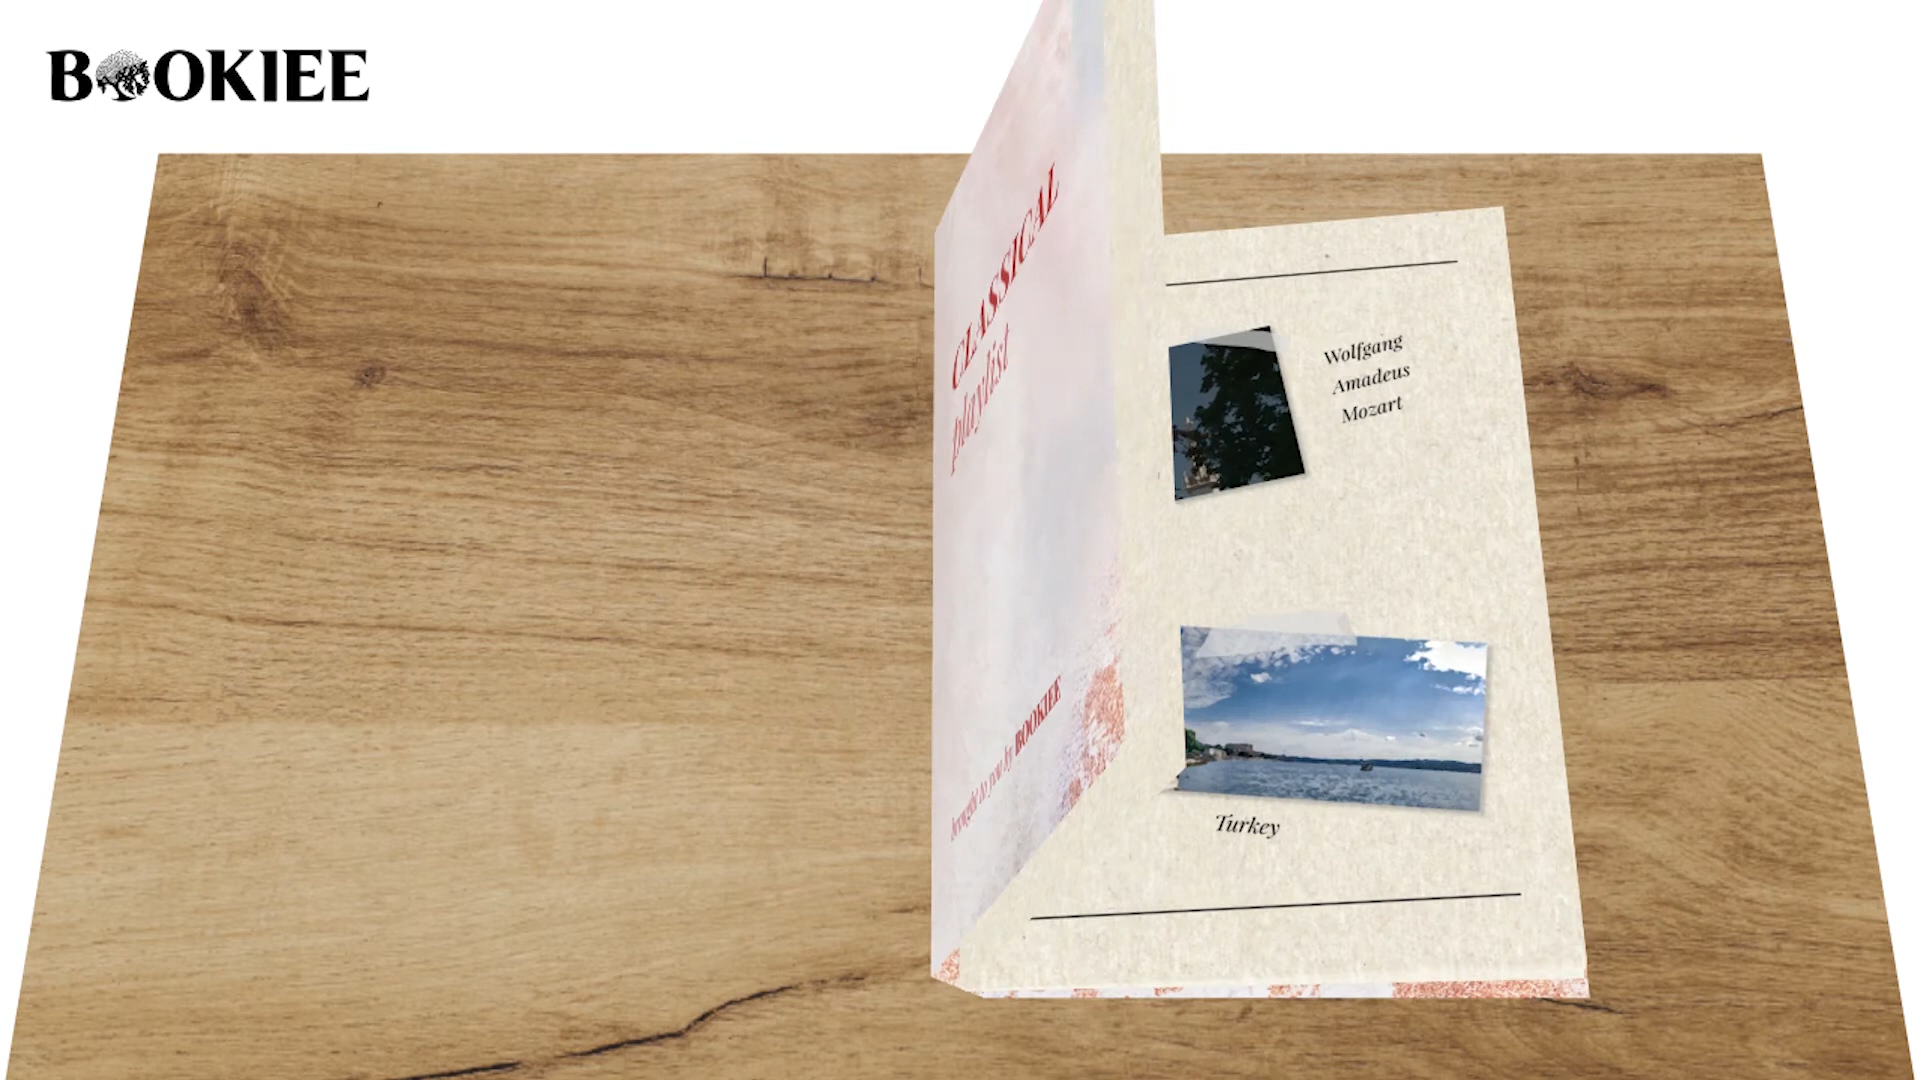 BOOKIEE
CLASSICAL
playlist
brought to you by BOOKIEE
Wolfgang
Amadeus
Mozart
Turkey